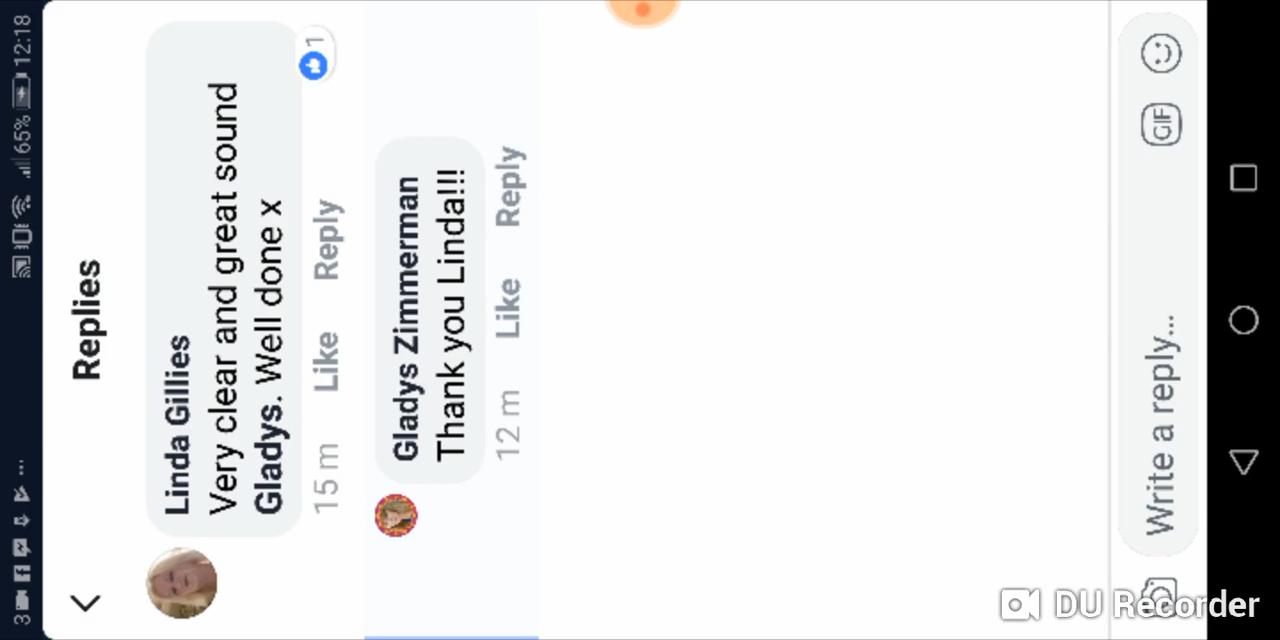 3 65% 12:18
Replies
Linda Gillies
Very clear and great sound
Gladys. Well done x
1
15 m Like Reply
Gladys Zimmerman
Thank you Linda!!!
12 m Like Reply
Write a reply...
GIF
DU Recorder